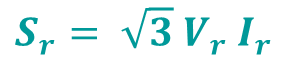 S_r = √3 V_r I_r